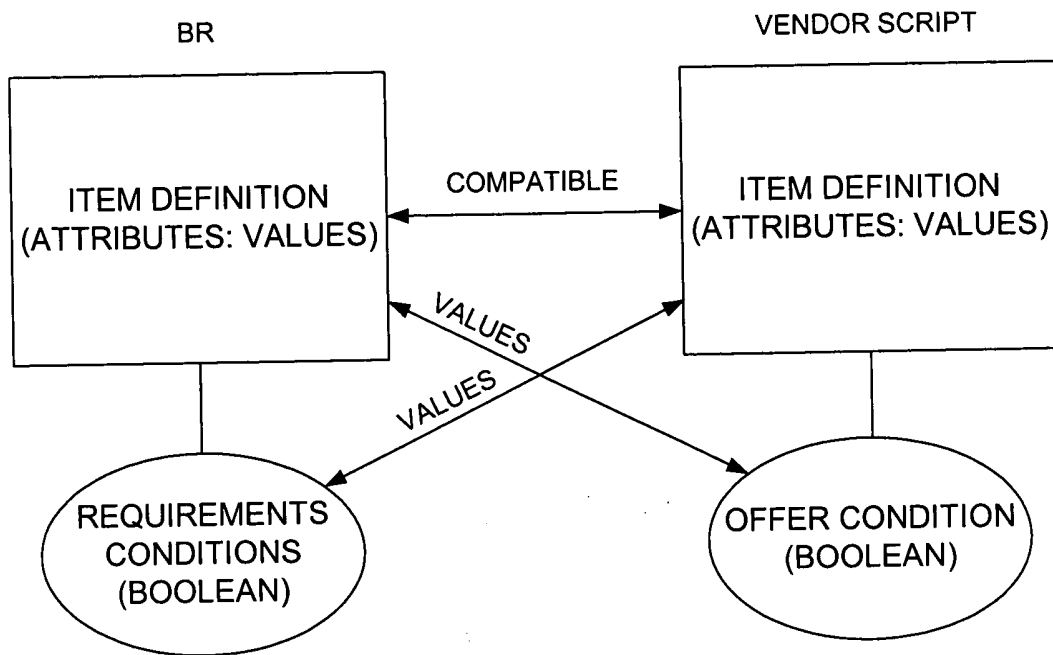 BR
VENDOR SCRIPT
ITEM DEFINITION
(ATTRIBUTES: VALUES)
COMPATIBLE
ITEM DEFINITION
(ATTRIBUTES: VALUES)
VALUES
VALUES
REQUIREMENTS
CONDITIONS
(BOOLEAN)
OFFER CONDITION
(BOOLEAN)